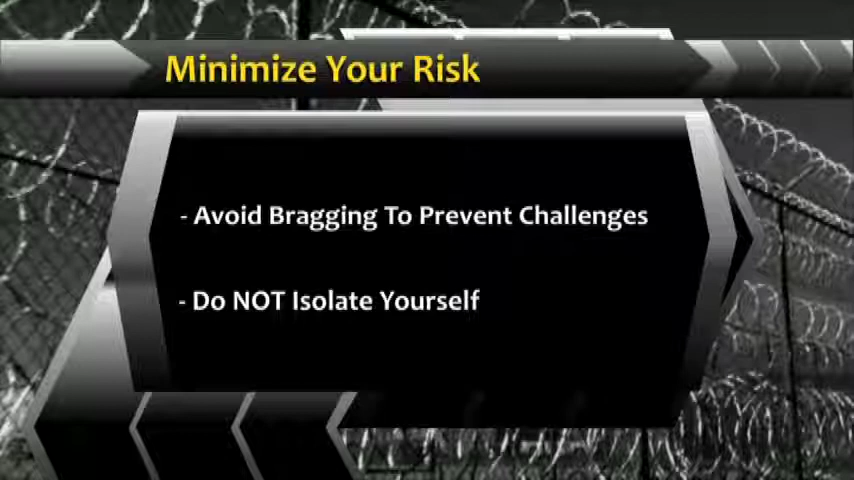 Minimize Your Risk
- Avoid Bragging To Prevent Challenges
- Do NOT Isolate Yourself